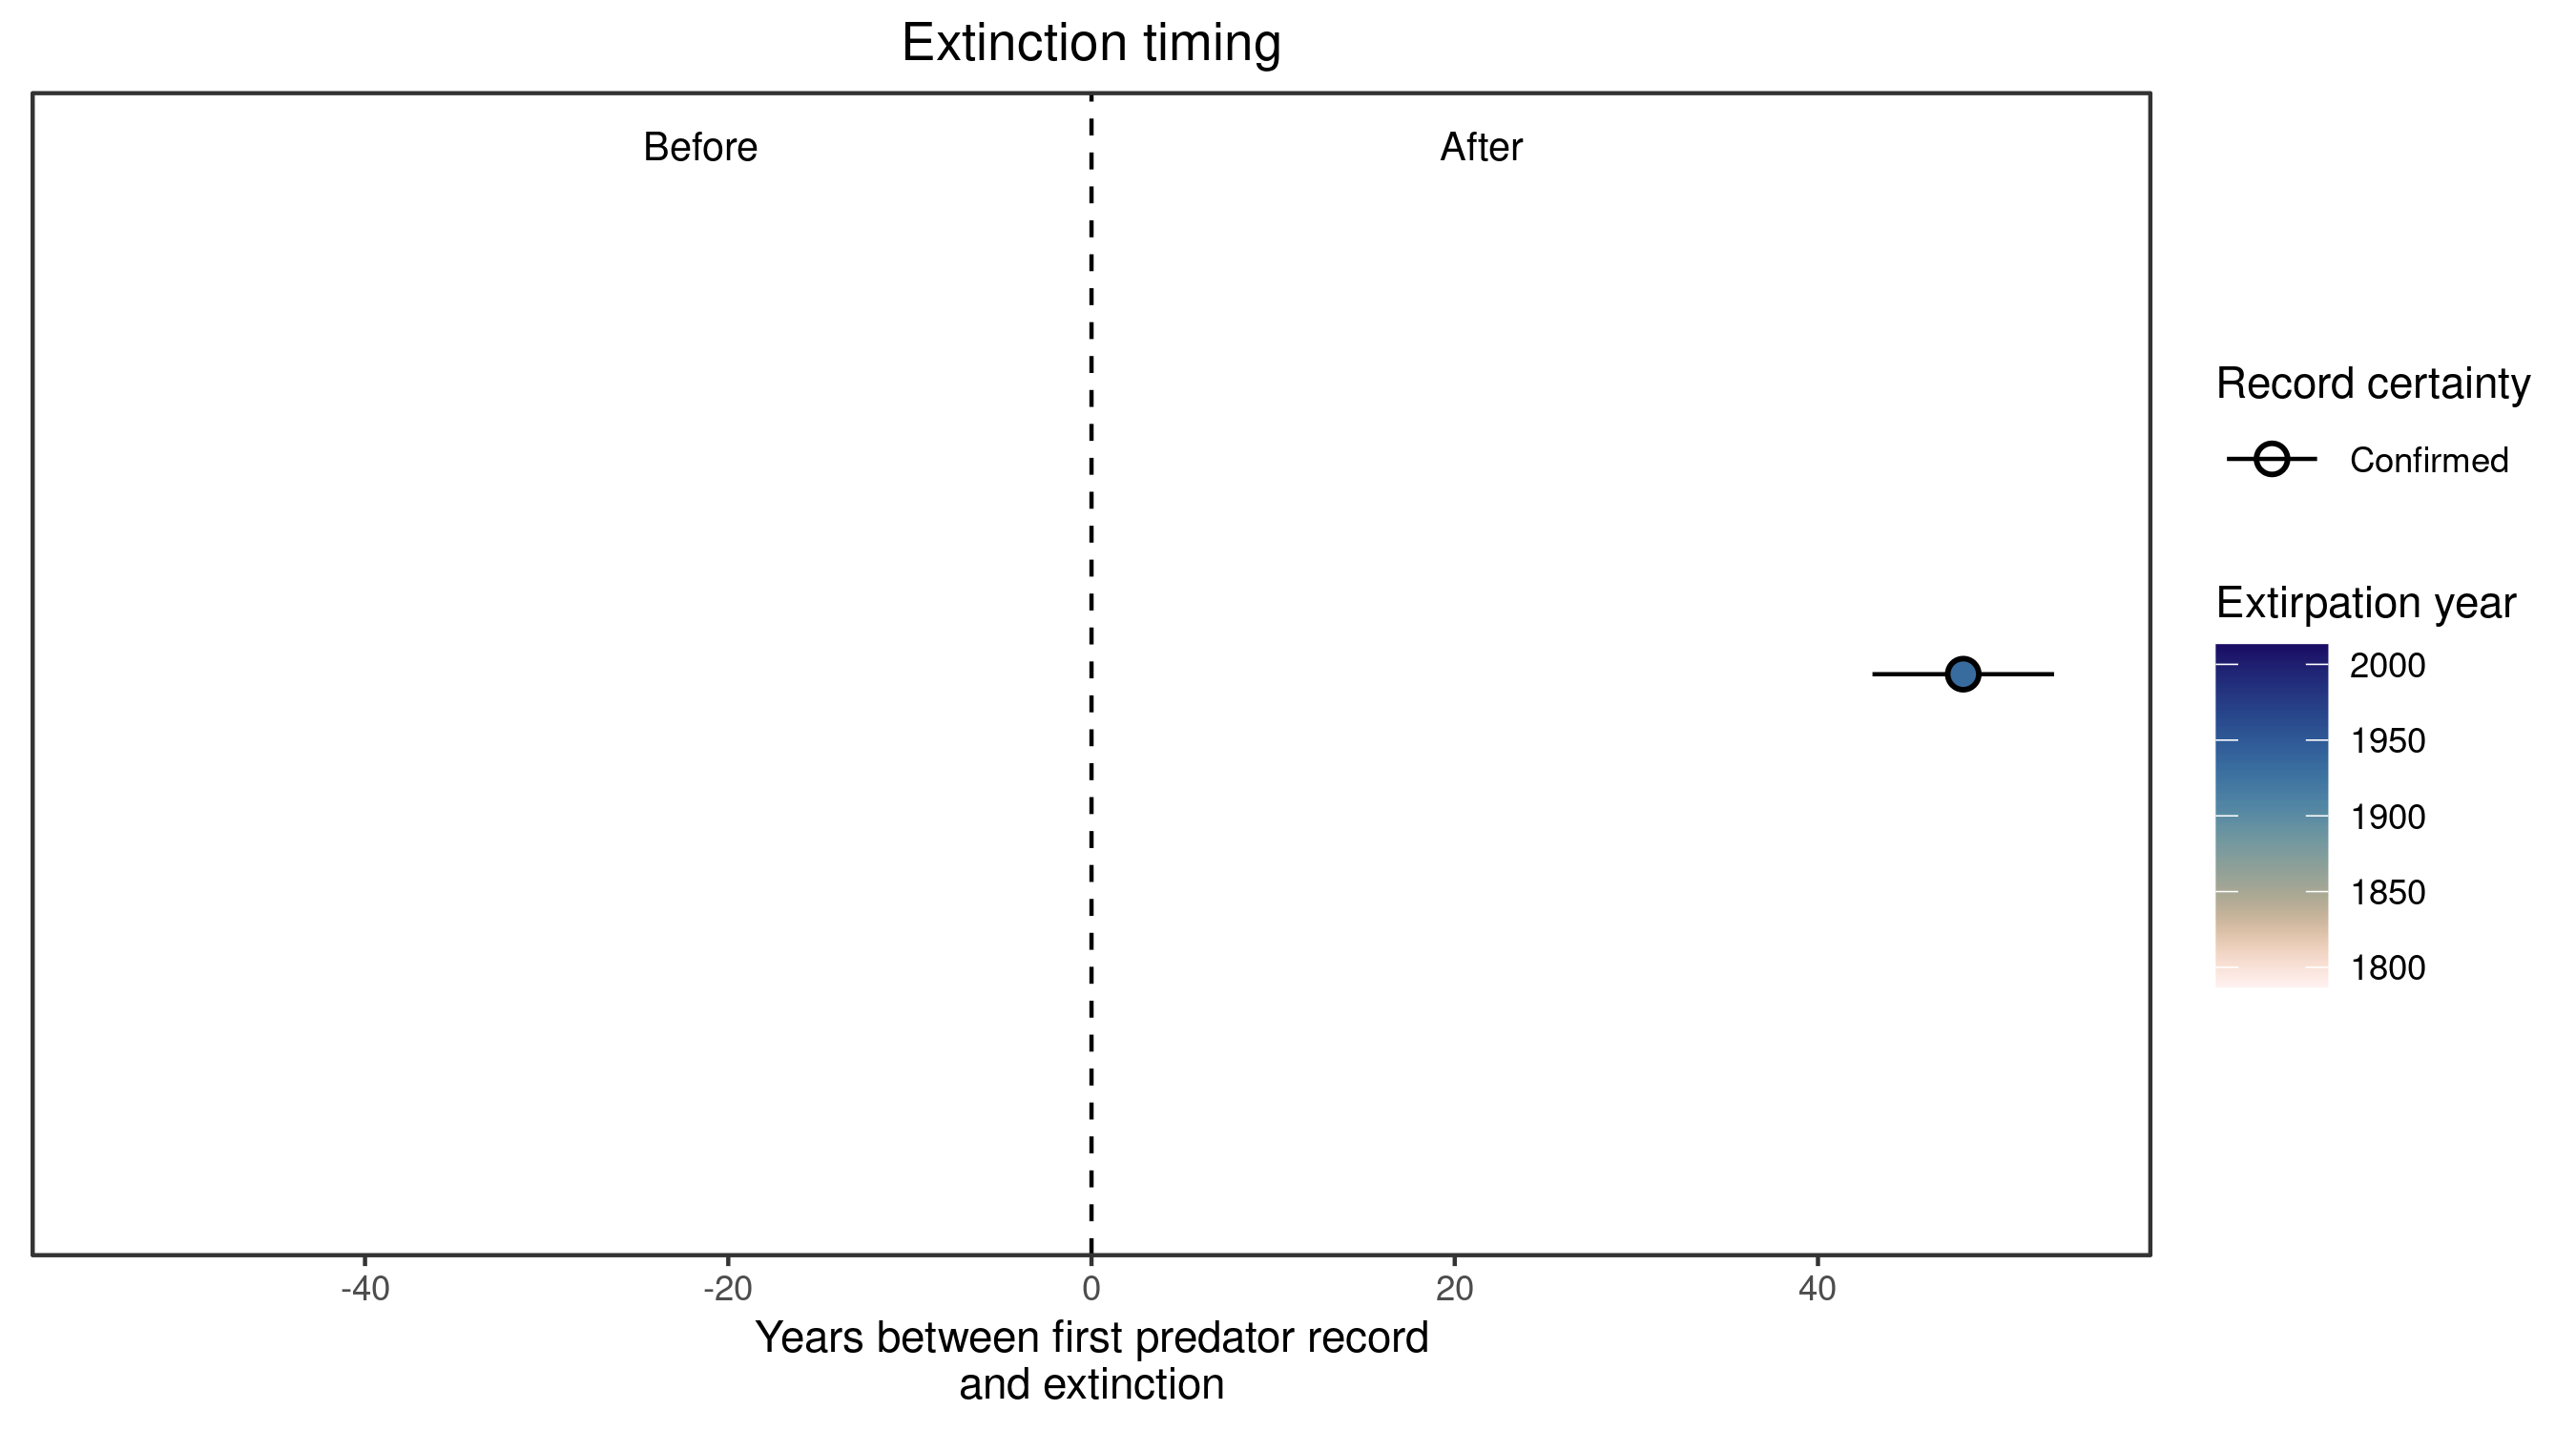 Extinction timing
Before
After
Record certainty
Confirmed
Extirpation year
2000
1950
1900
1850
1800
-40
-20
0
20
40
Years between first predator record
and extinction